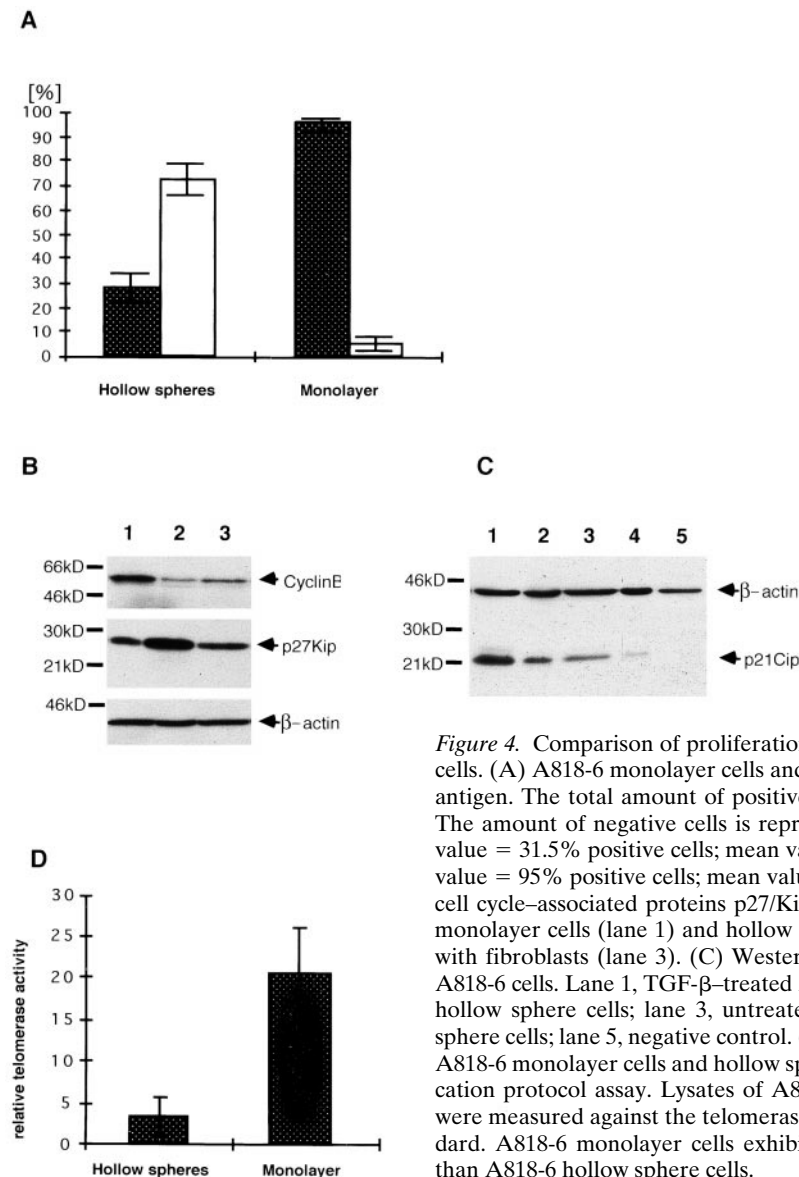 A
[%]
100
90
80
70
60
50
40
30
20
10
0
Hollow spheres Monolayer
B
1 2 3
66kD
46kD
CyclinB
30kD
21kD
p27Kip
46kD
β-actin
C
1 2 3 4 5
46kD
β-actin
30kD
21kD
p21Cip
Figure 4. Comparison of proliferatio
cells. (A) A818-6 monolayer cells and
antigen. The total amount of positive
The amount of negative cells is repr
value = 31.5% positive cells; mean va
value = 95% positive cells; mean valu
cell cycle–associated proteins p27/Ki
monolayer cells (lane 1) and hollow
with fibroblasts (lane 3). (C) Wester
A818-6 cells. Lane 1, TGF-β–treated
hollow sphere cells; lane 3, untreate
sphere cells; lane 5, negative control.
A818-6 monolayer cells and hollow sp
cation protocol assay. Lysates of A8
were measured against the telomeras
dard. A818-6 monolayer cells exhibi
than A818-6 hollow sphere cells.
D
relative telomerase activity
30
25
20
15
10
5
0
Hollow spheres Monolayer